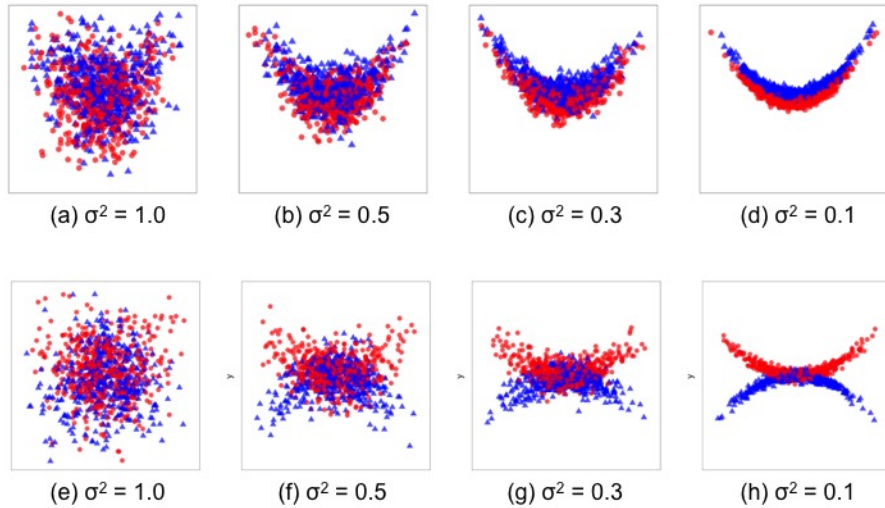 (a) σ² = 1.0
(b) σ² = 0.5
(c) σ² = 0.3
(d) σ² = 0.1
y
y
y
(e) σ² = 1.0
(f) σ² = 0.5
(g) σ² = 0.3
(h) σ² = 0.1